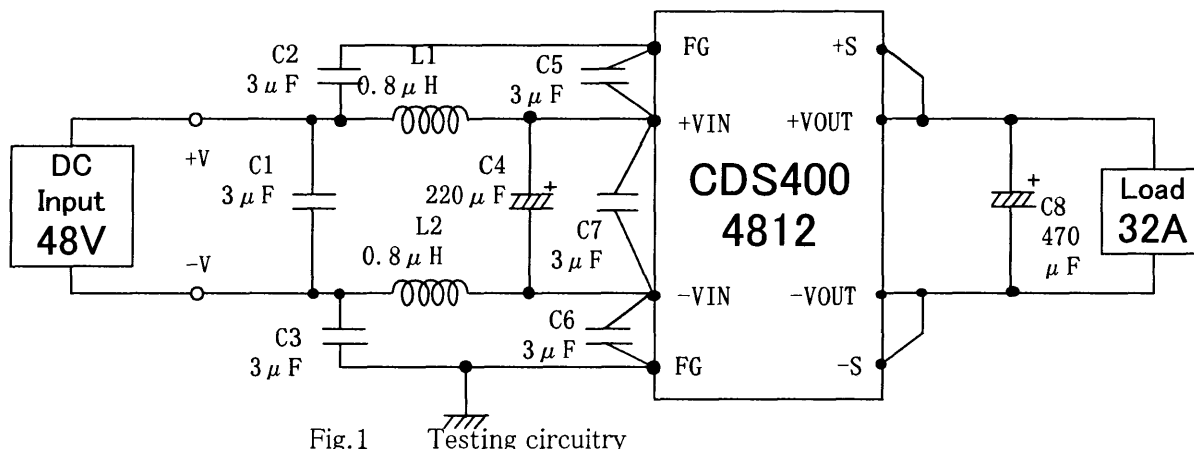 C2
3μF
L1
0.8μH
C5
3μF
FG
+S
DC
Input
48V
+V
-V
C1
3μF
C4
220μF
+
L2
0.8μH
C7
3μF
+VIN
+VOUT
CDS400
4812
-VIN
-VOUT
+
C8
470
μF
Load
32A
C3
3μF
C6
3μF
FG
-S
Fig.1 Testing circuitry